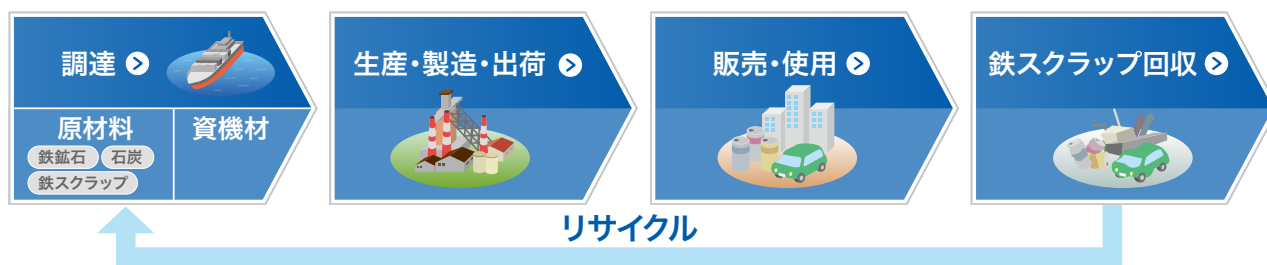 調達
原材料
鉄鉱石
石炭
鉄スクラップ
資機材
生産・製造・出荷
販売・使用
鉄スクラップ回収
リサイクル